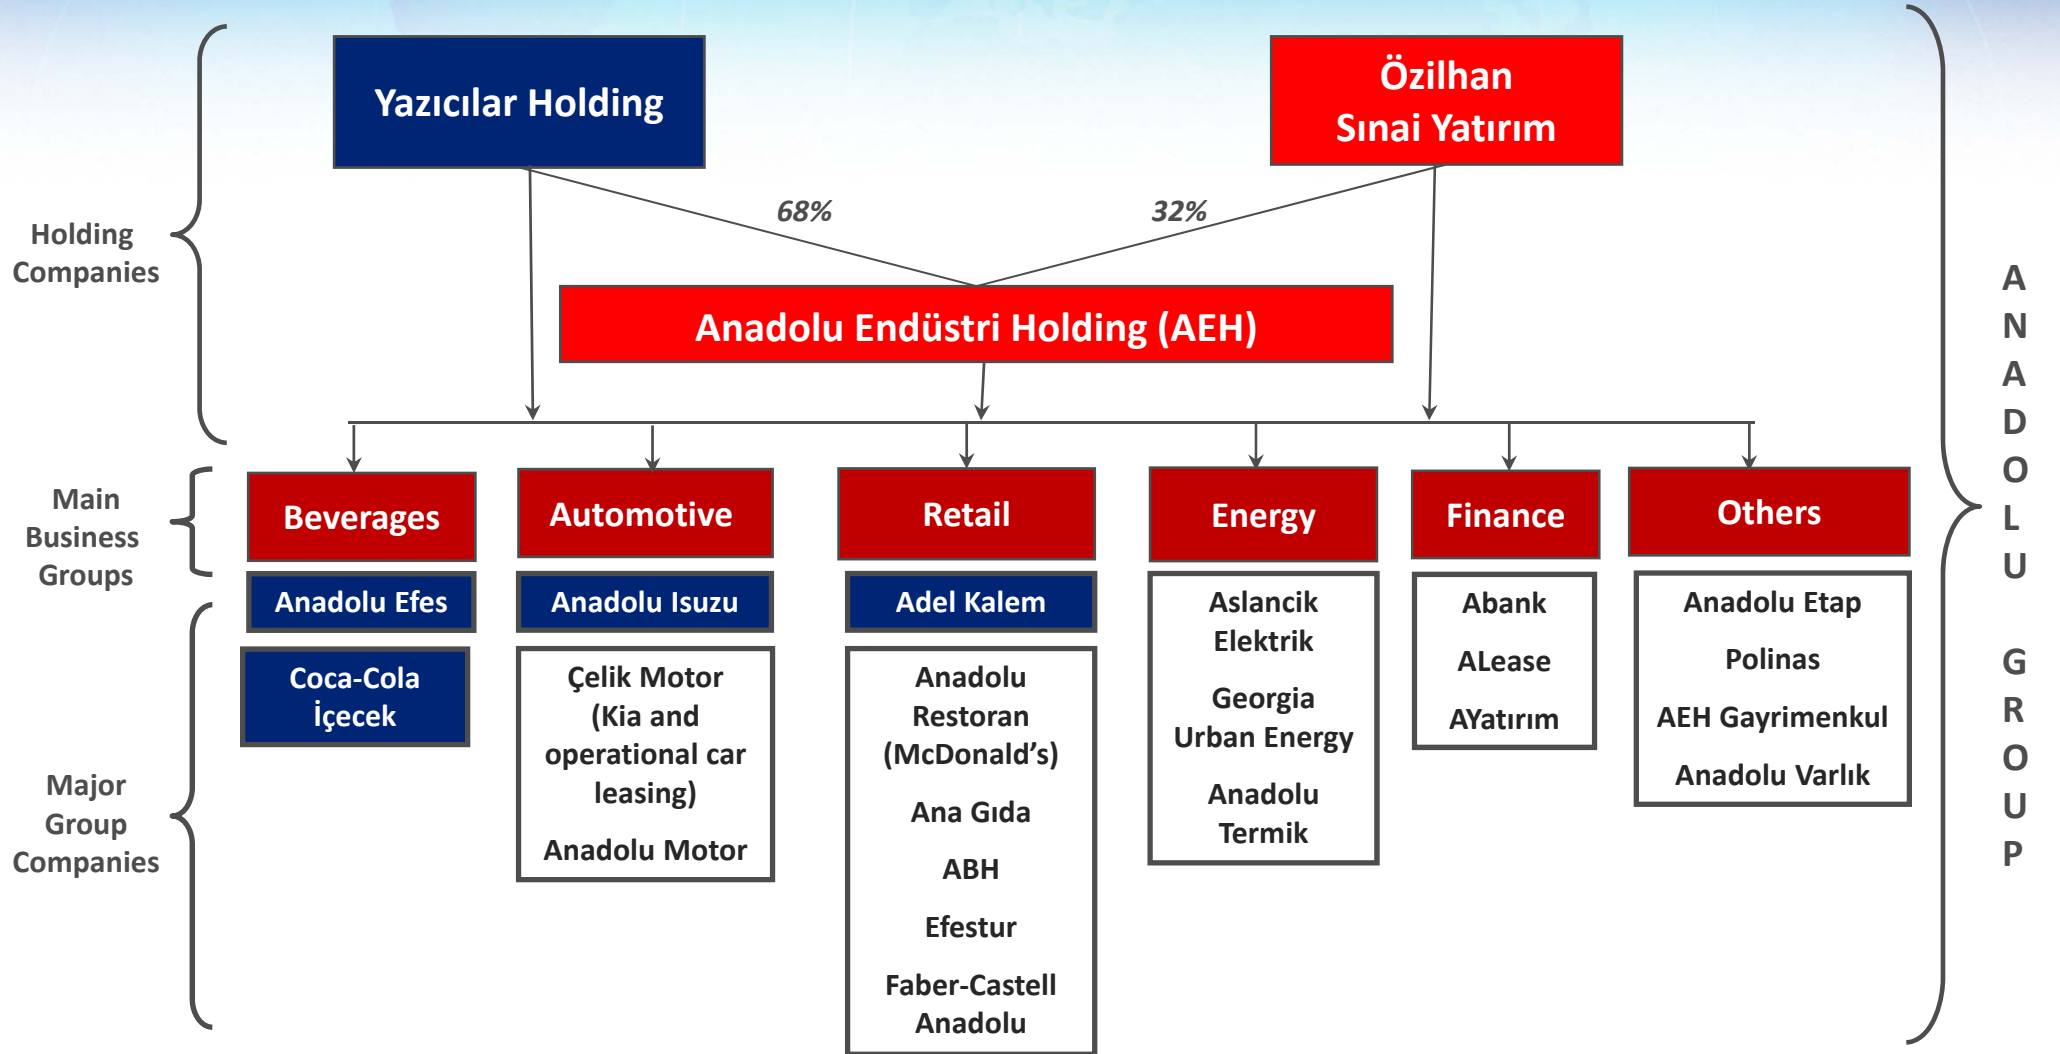 Yazıcılar Holding
Özilhan
Sınai Yatırım
68%
32%
Holding
Companies
Anadolu Endüstri Holding (AEH)
Main
Business
Groups
Beverages
Automotive
Retail
Energy
Finance
Others
Major
Group
Companies
Anadolu Efes
Coca-Cola
İçecek
Anadolu Isuzu
Çelik Motor
(Kia and
operational car
leasing)
Anadolu Motor
Adel Kalem
Anadolu
Restoran
(McDonald’s)
Ana Gıda
ABH
Efestur
Faber-Castell
Anadolu
Aslancik
Elektrik
Georgia
Urban Energy
Anadolu
Termik
Abank
ALease
AYatırım
Anadolu Etap
Polinas
AEH Gayrimenkul
Anadolu Varlık
A
N
A
D
O
L
U
G
R
O
U
P